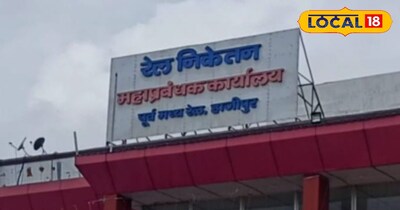 LOCAL 18
रेल निकेतन
महाप्रबंधक कार्यालय
पूर्व मध्य रेल, हाजीपुर